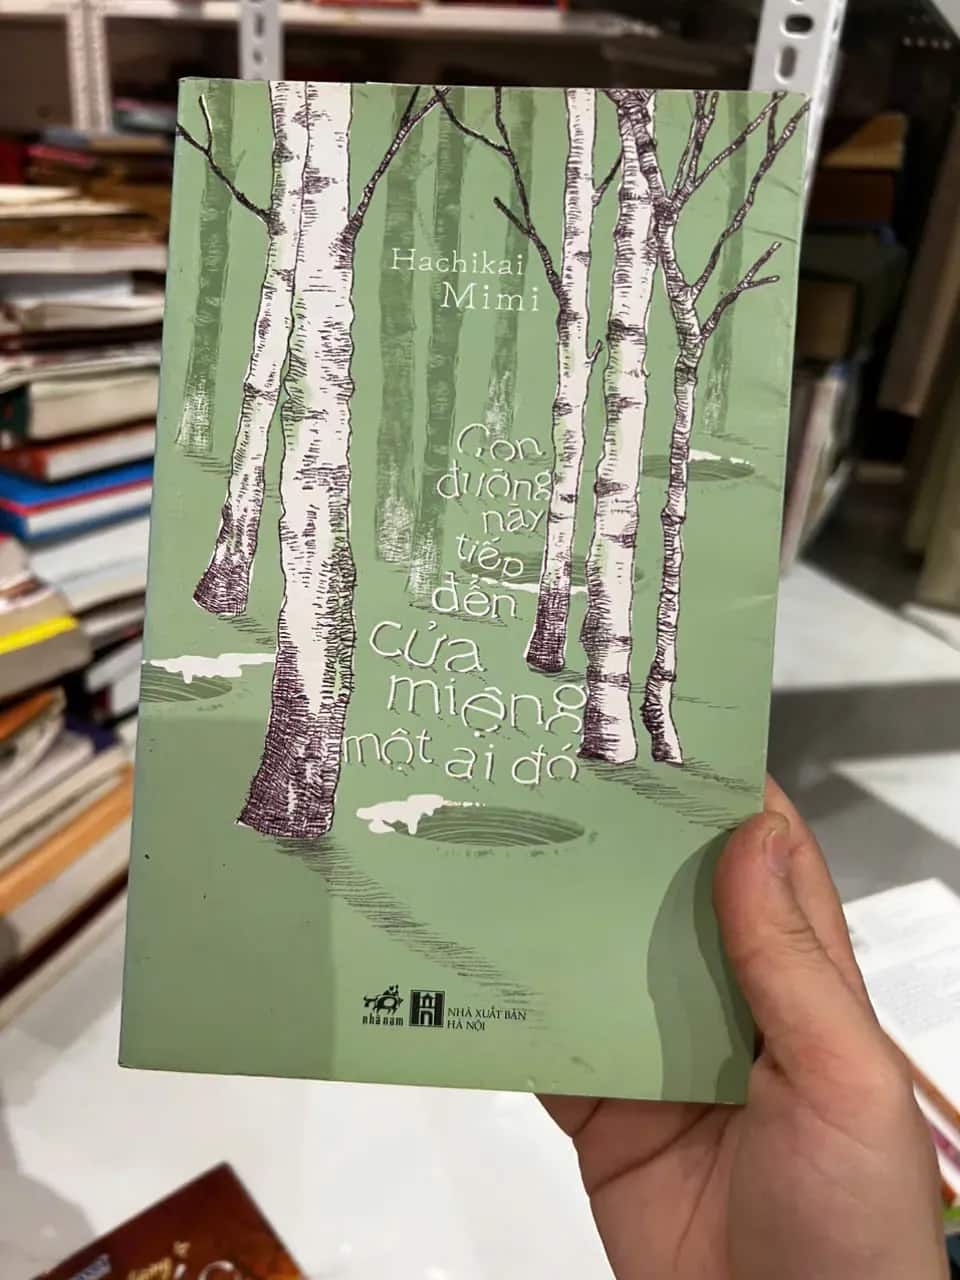 Hachikai
Mimi
Con
đường
này
tiếp
đến
cửa
miệng
một ai đó
nhã nam
NHÀ XUẤT BẢN
HÀ NỘI